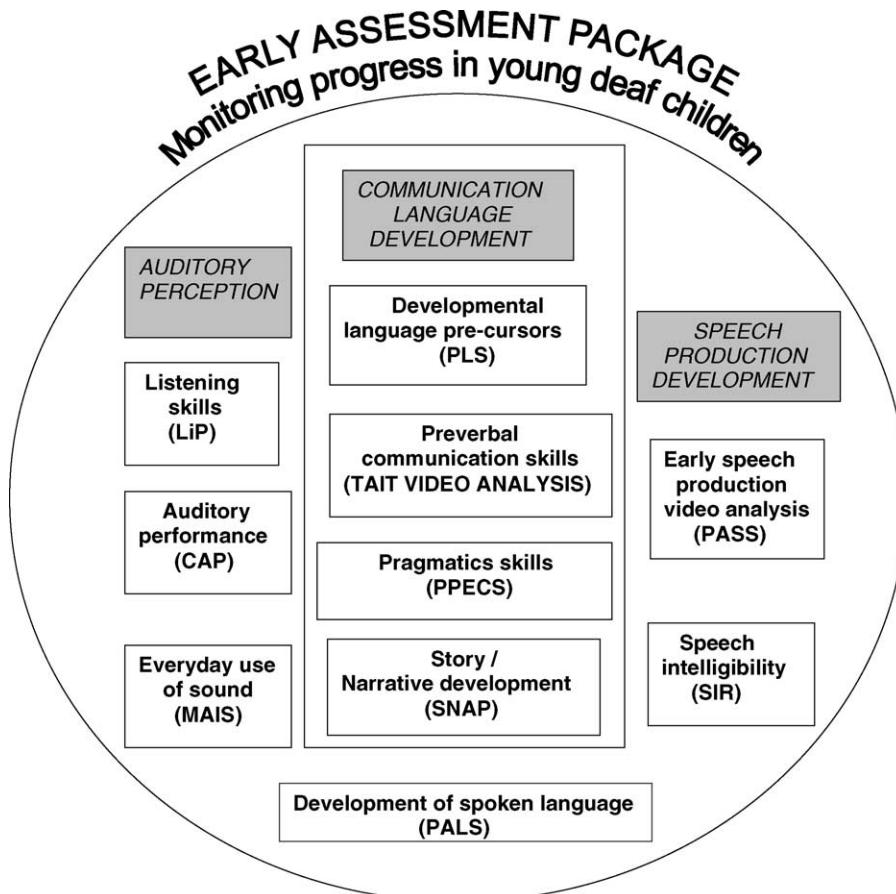 EARLY ASSESSMENT PACKAGE
Monitoring progress in young deaf children
AUDITORY
PERCEPTION
Listening
skills
(LiP)
Auditory
performance
(CAP)
Everyday use
of sound
(MAIS)
COMMUNICATION
LANGUAGE
DEVELOPMENT
Developmental
language pre-cursors
(PLS)
Preverbal
communication skills
(TAIT VIDEO ANALYSIS)
Pragmatics skills
(PPECS)
Story /
Narrative development
(SNAP)
SPEECH
PRODUCTION
DEVELOPMENT
Early speech
production
video analysis
(PASS)
Speech
intelligibility
(SIR)
Development of spoken language
(PALS)